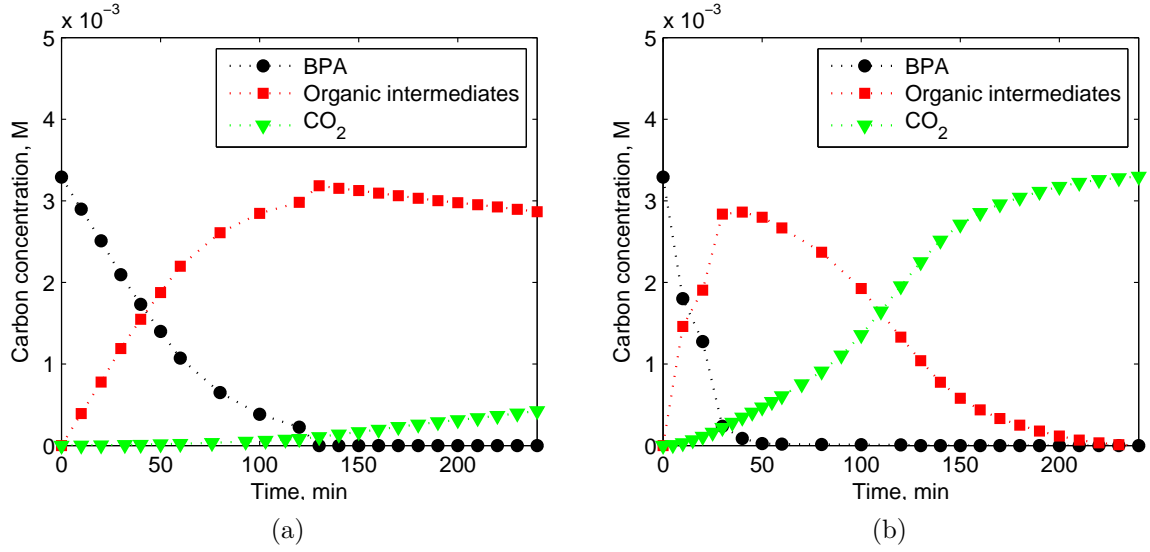 x 10⁻³
5
4
3
2
1
0
Carbon concentration, M
0
50
100
150
200
Time, min
BPA
Organic intermediates
CO₂
(a)
x 10⁻³
5
4
3
2
1
0
Carbon concentration, M
0
50
100
150
200
Time, min
BPA
Organic intermediates
CO₂
(b)